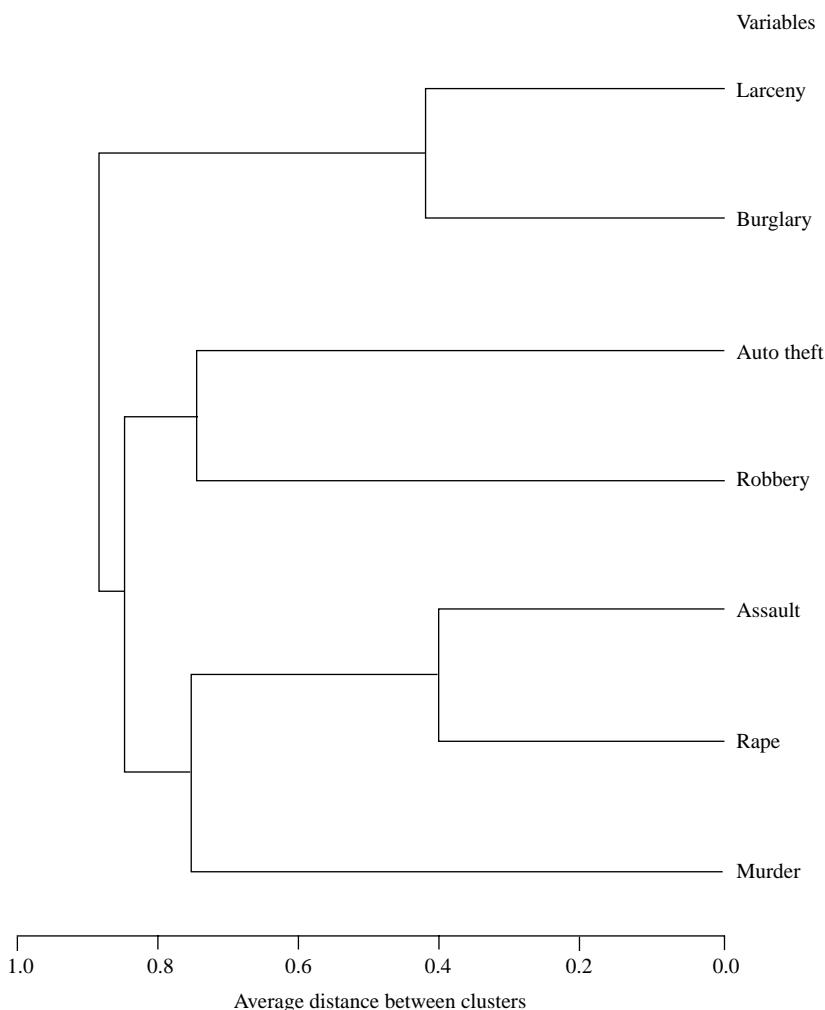 Variables
Larceny
Burglary
Auto theft
Robbery
Assault
Rape
Murder
1.0 0.8 0.6 0.4 0.2 0.0
Average distance between clusters